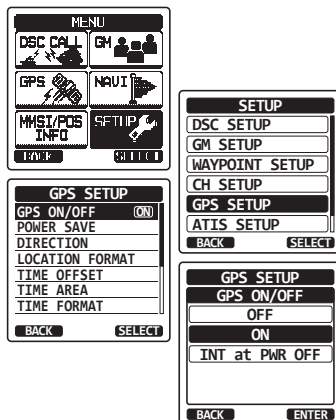 MENU
DSC CALL GM
GPS NAVI
MMSI/POS SETUP
INFO
BACK SELECT
SETUP
DSC SETUP
GM SETUP
WAYPOINT SETUP
CH SETUP
GPS SETUP
ATIS SETUP
BACK SELECT
GPS SETUP
GPS ON/OFF ON
POWER SAVE
DIRECTION
LOCATION FORMAT
TIME OFFSET
TIME AREA
TIME FORMAT
BACK SELECT
GPS SETUP
GPS ON/OFF
OFF
ON
INT at PWR OFF
BACK ENTER